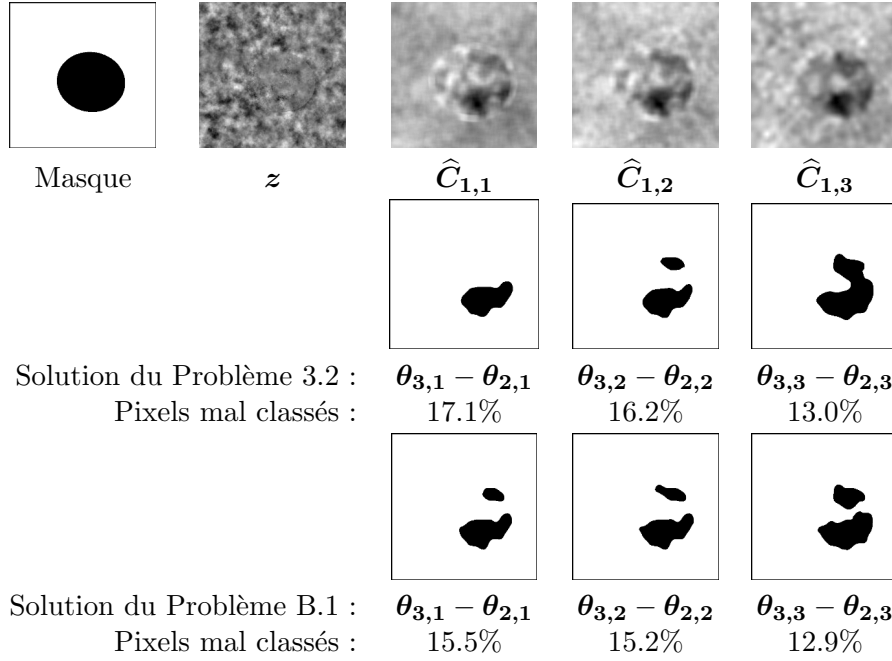 Masque z Ĉ1,1 Ĉ1,2 Ĉ1,3
Solution du Problème 3.2 : θ3,1 − θ2,1 θ3,2 − θ2,2 θ3,3 − θ2,3
Pixels mal classés : 17.1% 16.2% 13.0%
Solution du Problème B.1 : θ3,1 − θ2,1 θ3,2 − θ2,2 θ3,3 − θ2,3
Pixels mal classés : 15.5% 15.2% 12.9%